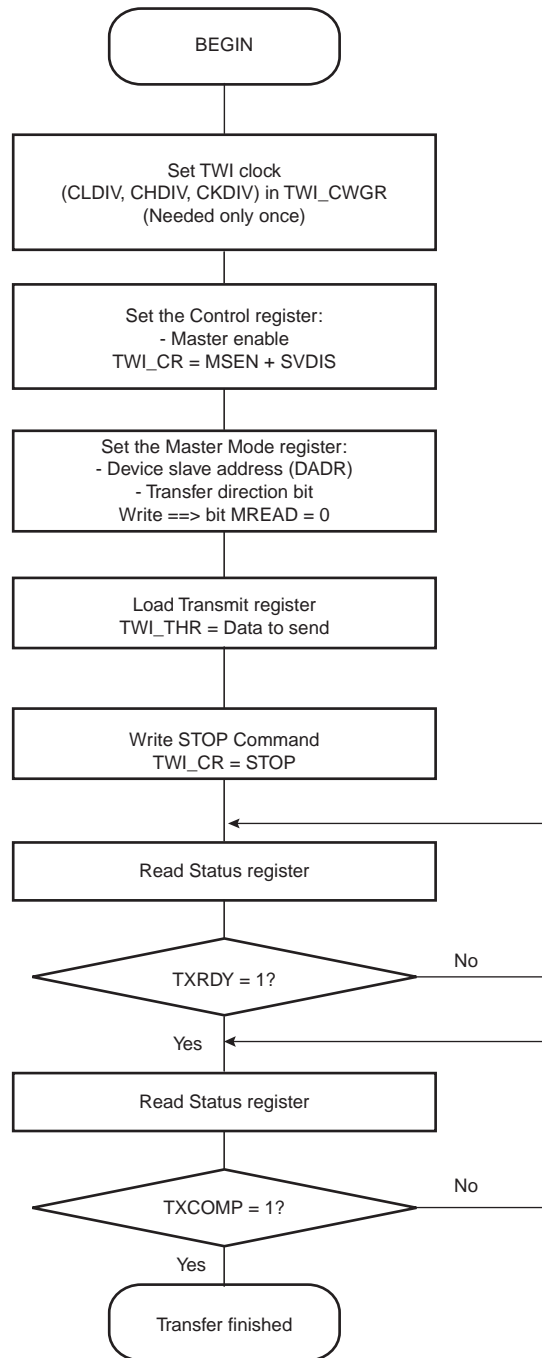 BEGIN
Set TWI clock
(CLDIV, CHDIV, CKDIV) in TWI_CWGR
(Needed only once)
Set the Control register:
- Master enable
TWI_CR = MSEN + SVDIS
Set the Master Mode register:
- Device slave address (DADR)
- Transfer direction bit
Write ==> bit MREAD = 0
Load Transmit register
TWI_THR = Data to send
Write STOP Command
TWI_CR = STOP
Read Status register
TXRDY = 1?
No
Yes
Read Status register
TXCOMP = 1?
No
Yes
Transfer finished